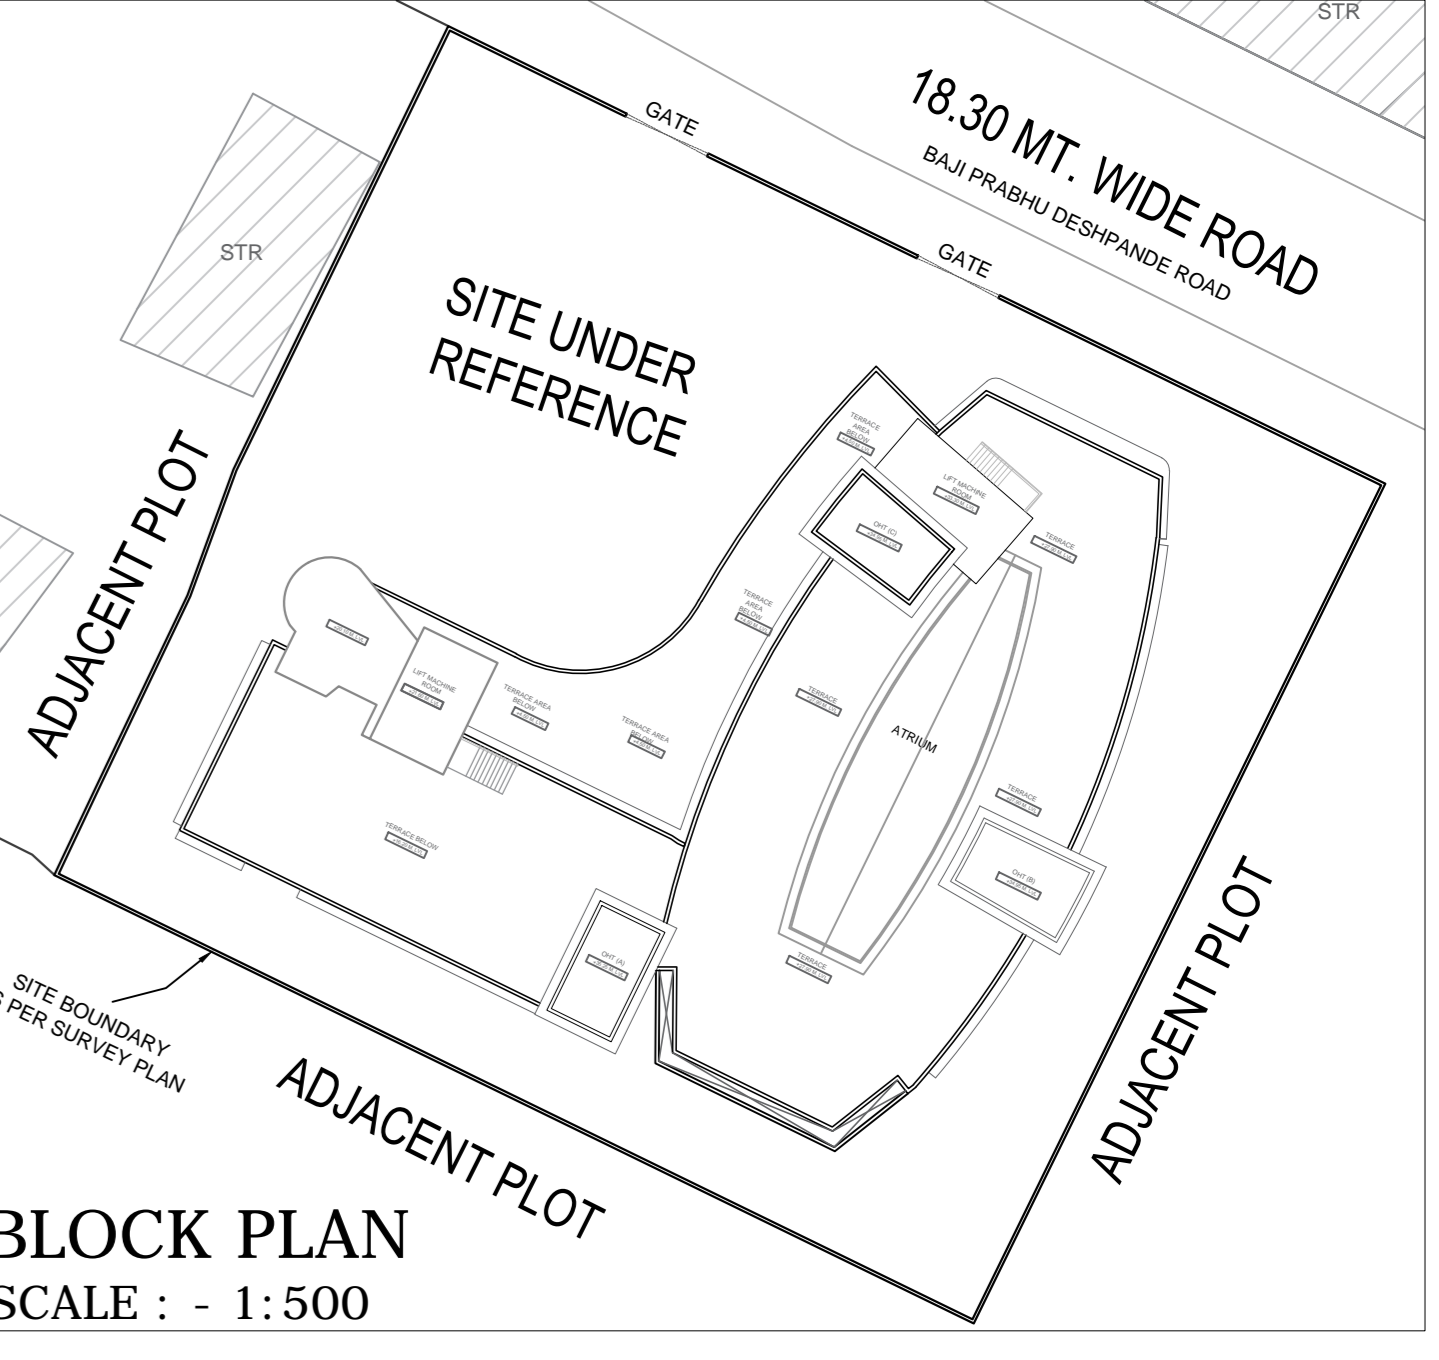 STR
18.30 MT. WIDE ROAD
BAJI PRABHU DESHPANDE ROAD
GATE
GATE
STR
SITE UNDER
REFERENCE
ADJACENT PLOT
TERRACE
AREA
BELOW
LIFT MACHINE
ROOM
OHT (C)
TERRACE
TERRACE
AREA
BELOW
LIFT MACHINE
ROOM
TERRACE AREA
BELOW
TERRACE AREA
BELOW
TERRACE
ATRIUM
TERRACE
TERRACE BELOW
OHT (B)
OHT (A)
TERRACE
ADJACENT PLOT
SITE BOUNDARY
PER SURVEY PLAN
ADJACENT PLOT
BLOCK PLAN
SCALE : - 1:500